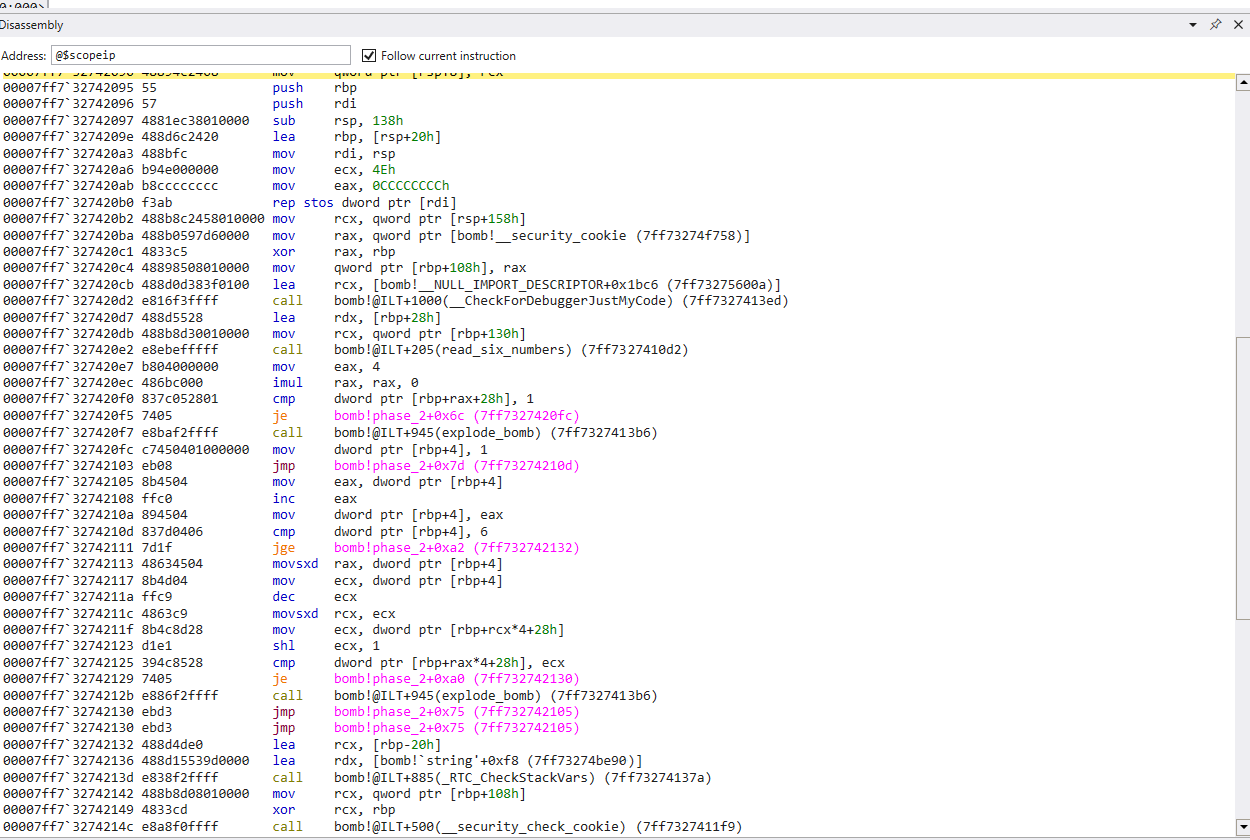 0:000>
Disassembly
Address: @$scopeip Follow current instruction
00007ff7`32742090 48894c2408 mov qword ptr [rsp+8], rcx
00007ff7`32742095 55 push rbp
00007ff7`32742096 57 push rdi
00007ff7`32742097 4881ec38010000 sub rsp, 138h
00007ff7`3274209e 488d6c2420 lea rbp, [rsp+20h]
00007ff7`327420a3 488bfc mov rdi, rsp
00007ff7`327420a6 b94e000000 mov ecx, 4Eh
00007ff7`327420ab b8cccccccc mov eax, 0CCCCCCCCh
00007ff7`327420b0 f3ab rep stos dword ptr [rdi]
00007ff7`327420b2 488b8c2458010000 mov rcx, qword ptr [rsp+158h]
00007ff7`327420ba 488b0597d60000 mov rax, qword ptr [bomb!__security_cookie (7ff73274f758)]
00007ff7`327420c1 4833c5 xor rax, rbp
00007ff7`327420c4 48898508010000 mov qword ptr [rbp+108h], rax
00007ff7`327420cb 488d0d383f0100 lea rcx, [bomb!__NULL_IMPORT_DESCRIPTOR+0x1bc6 (7ff73275600a)]
00007ff7`327420d2 e816f3ffff call bomb!@ILT+1000(__CheckForDebuggerJustMyCode) (7ff7327413ed)
00007ff7`327420d7 488d5528 lea rdx, [rbp+28h]
00007ff7`327420db 488b8d30010000 mov rcx, qword ptr [rbp+130h]
00007ff7`327420e2 e8ebefffff call bomb!@ILT+205(read_six_numbers) (7ff7327410d2)
00007ff7`327420e7 b804000000 mov eax, 4
00007ff7`327420ec 486bc000 imul rax, rax, 0
00007ff7`327420f0 837c052801 cmp dword ptr [rbp+rax+28h], 1
00007ff7`327420f5 7405 je bomb!phase_2+0x6c (7ff7327420fc)
00007ff7`327420f7 e8baf2ffff call bomb!@ILT+945(explode_bomb) (7ff7327413b6)
00007ff7`327420fc c7450401000000 mov dword ptr [rbp+4], 1
00007ff7`32742103 eb08 jmp bomb!phase_2+0x7d (7ff73274210d)
00007ff7`32742105 8b4504 mov eax, dword ptr [rbp+4]
00007ff7`32742108 ffc0 inc eax
00007ff7`3274210a 894504 mov dword ptr [rbp+4], eax
00007ff7`3274210d 837d0406 cmp dword ptr [rbp+4], 6
00007ff7`32742111 7d1f jge bomb!phase_2+0xa2 (7ff732742132)
00007ff7`32742113 48634504 movsxd rax, dword ptr [rbp+4]
00007ff7`32742117 8b4d04 mov ecx, dword ptr [rbp+4]
00007ff7`3274211a ffc9 dec ecx
00007ff7`3274211c 4863c9 movsxd rcx, ecx
00007ff7`3274211f 8b4c8d28 mov ecx, dword ptr [rbp+rcx*4+28h]
00007ff7`32742123 d1e1 shl ecx, 1
00007ff7`32742125 394c8528 cmp dword ptr [rbp+rax*4+28h], ecx
00007ff7`32742129 7405 je bomb!phase_2+0xa0 (7ff732742130)
00007ff7`3274212b e886f2ffff call bomb!@ILT+945(explode_bomb) (7ff7327413b6)
00007ff7`32742130 ebd3 jmp bomb!phase_2+0x75 (7ff732742105)
00007ff7`32742130 ebd3 jmp bomb!phase_2+0x75 (7ff732742105)
00007ff7`32742132 488d4de0 lea rcx, [rbp-20h]
00007ff7`32742136 488d15539d0000 lea rdx, [bomb!`string'+0xf8 (7ff73274be90)]
00007ff7`3274213d e838f2ffff call bomb!@ILT+885(_RTC_CheckStackVars) (7ff73274137a)
00007ff7`32742142 488b8d08010000 mov rcx, qword ptr [rbp+108h]
00007ff7`32742149 4833cd xor rcx, rbp
00007ff7`3274214c e8a8f0ffff call bomb!@ILT+500(__security_check_cookie) (7ff7327411f9)